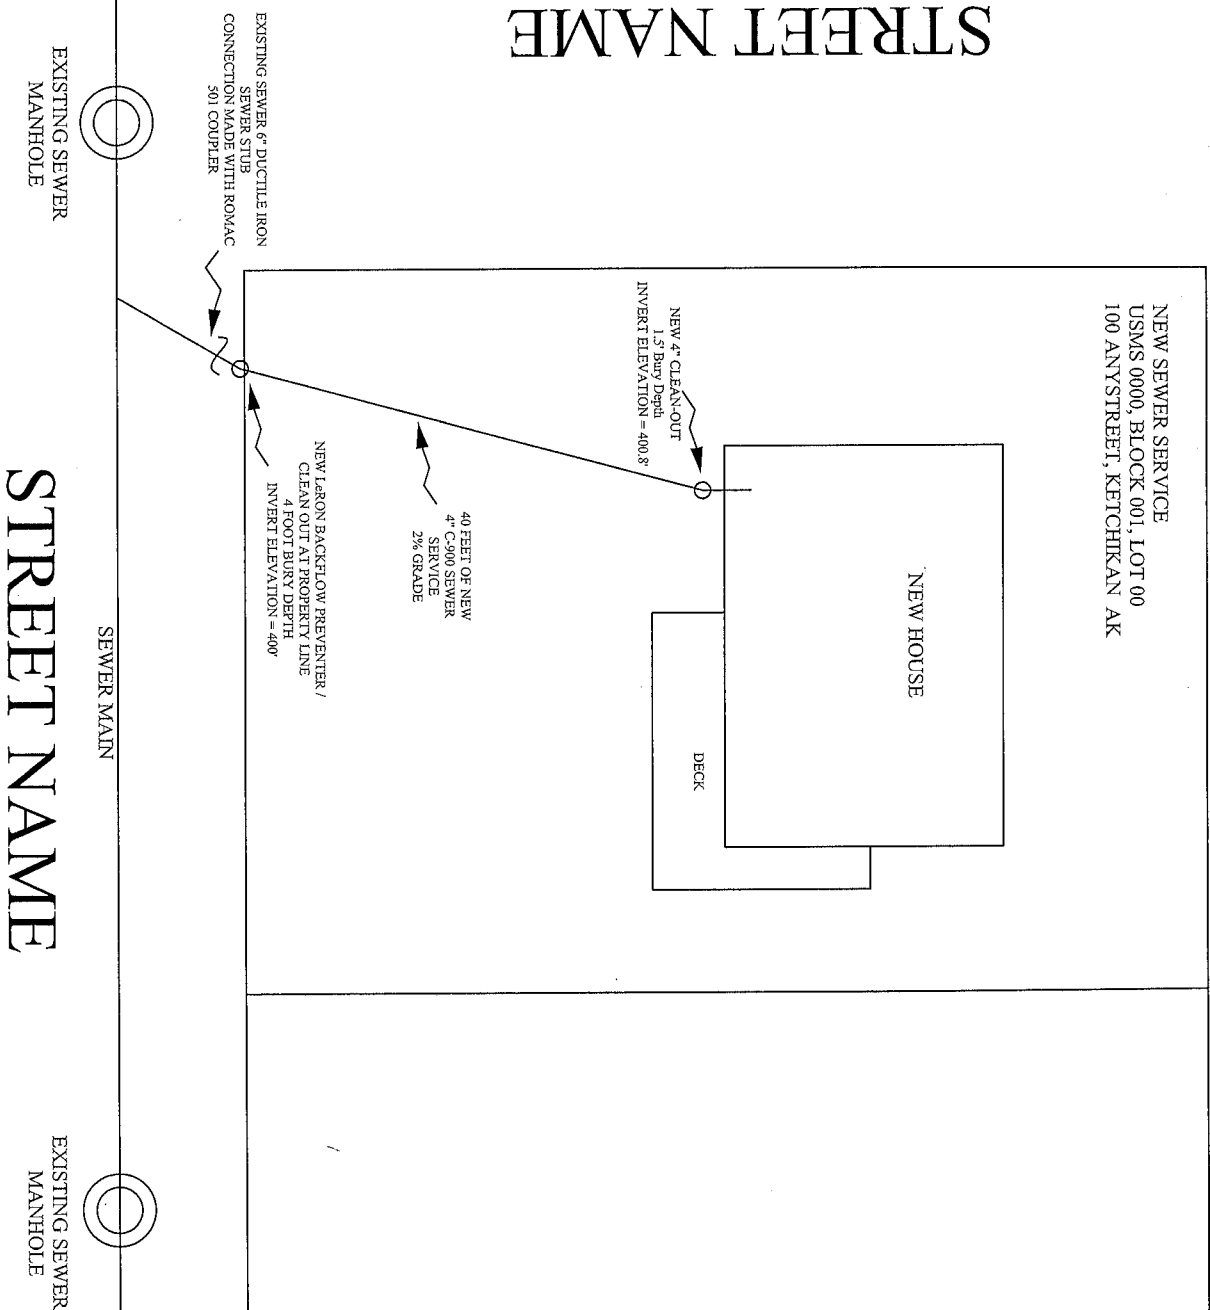 STREET NAME
NEW SEWER SERVICE
USMS 0000, BLOCK 001, LOT 00
100 ANYSTREET, KETCHIKAN AK
NEW HOUSE
DECK
NEW 4" CLEAN-OUT
1.5' Bury Depth
INVERT ELEVATION = 400.8'
40 FEET OF NEW
4" C-900 SEWER
SERVICE
2% GRADE
NEW LeRON BACKFLOW PREVENTER /
CLEAN OUT AT PROPERTY LINE
4 FOOT BURY DEPTH
INVERT ELEVATION = 400'
EXISTING SEWER 6" DUCTILE IRON
SEWER STUB
CONNECTION MADE WITH ROMAC
501 COUPLER
SEWER MAIN
EXISTING SEWER
MANHOLE
EXISTING SEWER
MANHOLE
STREET NAME